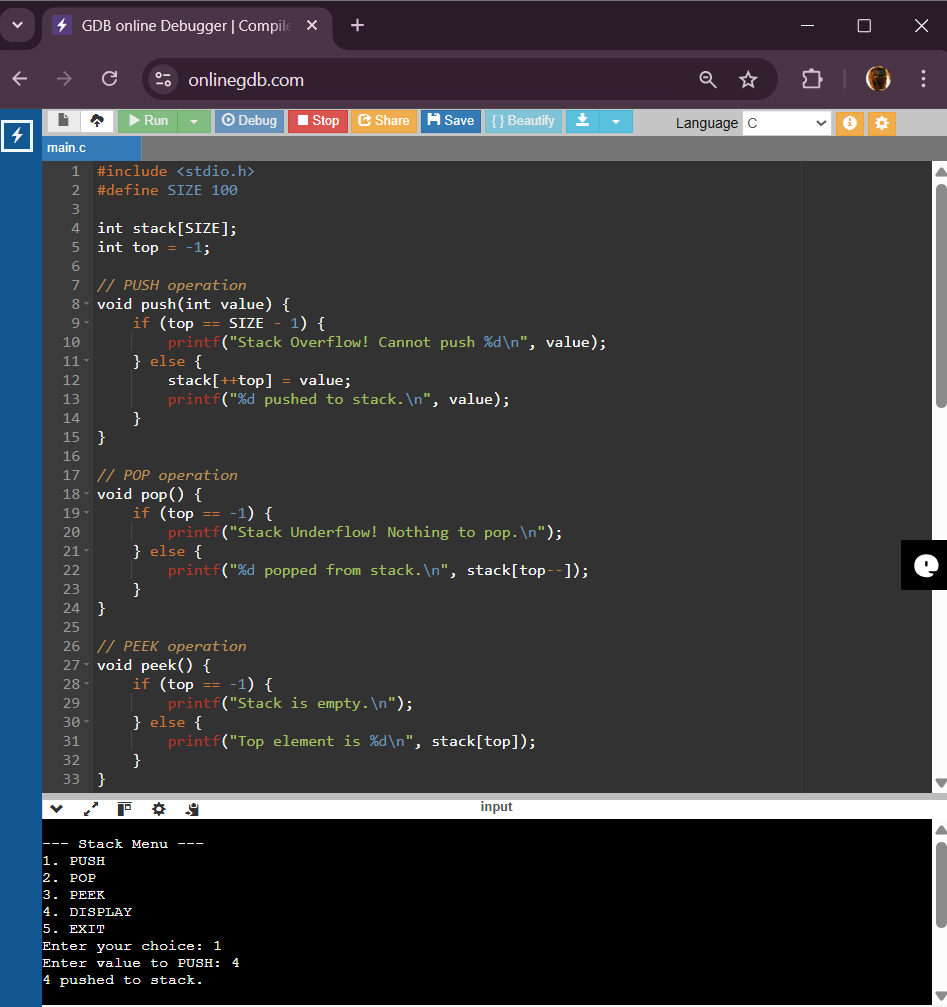 GDB online Debugger | Compile
onlinegdb.com
Run
Debug
Stop
Share
Save
{ } Beautify
Language C
main.c
1 #include <stdio.h>
2 #define SIZE 100
3
4 int stack[SIZE];
5 int top = -1;
6
7 // PUSH operation
8 void push(int value) {
9     if (top == SIZE - 1) {
10         printf("Stack Overflow! Cannot push %d\n", value);
11     } else {
12         stack[++top] = value;
13         printf("%d pushed to stack.\n", value);
14     }
15 }
16
17 // POP operation
18 void pop() {
19     if (top == -1) {
20         printf("Stack Underflow! Nothing to pop.\n");
21     } else {
22         printf("%d popped from stack.\n", stack[top--]);
23     }
24 }
25
26 // PEEK operation
27 void peek() {
28     if (top == -1) {
29         printf("Stack is empty.\n");
30     } else {
31         printf("Top element is %d\n", stack[top]);
32     }
33 }
input
--- Stack Menu ---
1. PUSH
2. POP
3. PEEK
4. DISPLAY
5. EXIT
Enter your choice: 1
Enter value to PUSH: 4
4 pushed to stack.